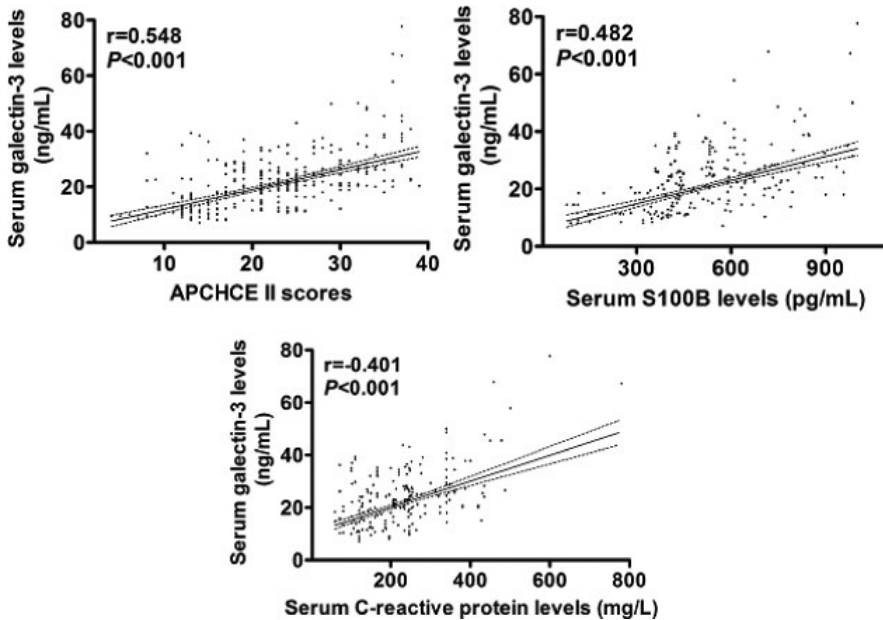 r=0.548
P<0.001
Serum galectin-3 levels
(ng/mL)
80
60
40
20
0
10
20
30
40
APCHCE II scores
r=0.482
P<0.001
Serum galectin-3 levels
(ng/mL)
80
60
40
20
0
300
600
900
Serum S100B levels (pg/mL)
r=-0.401
P<0.001
Serum galectin-3 levels
(ng/mL)
80
60
40
20
0
200
400
600
800
Serum C-reactive protein levels (mg/L)